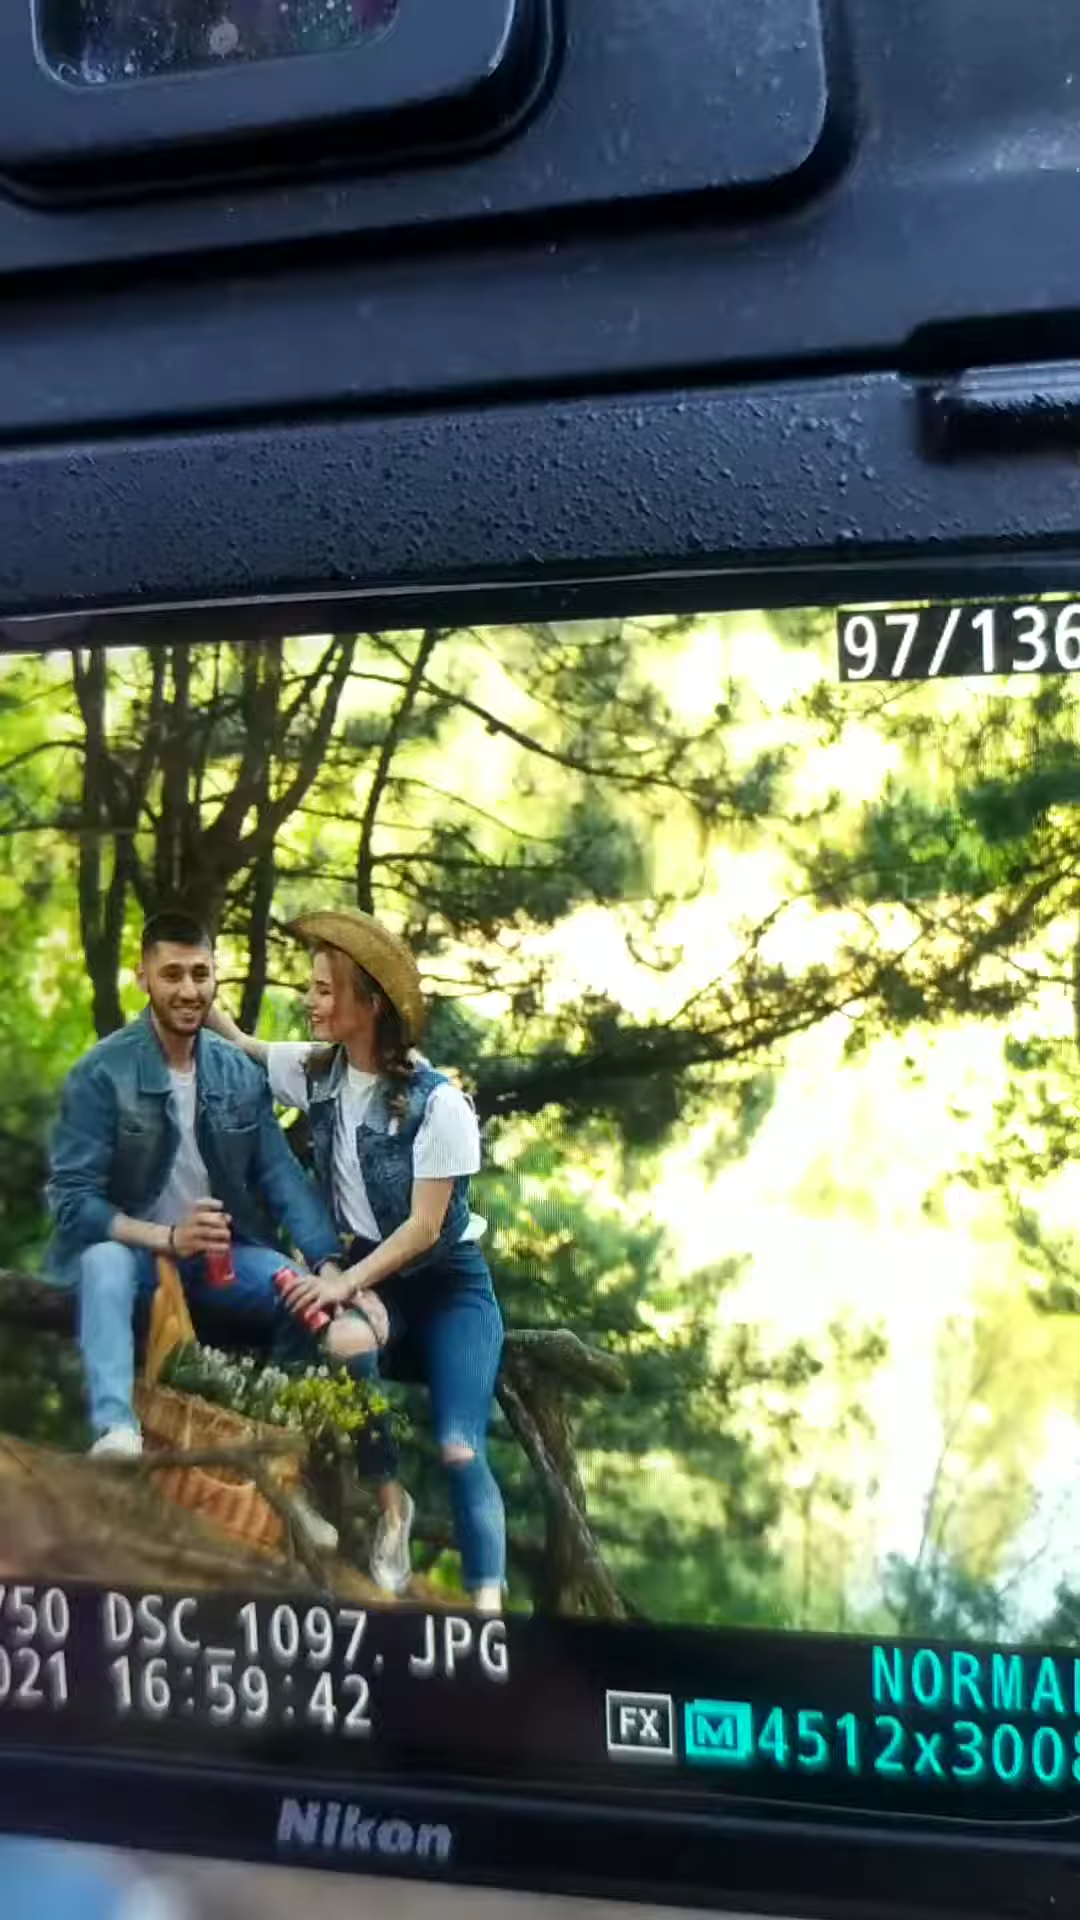 97/136
750 DSC_1097.JPG
021 16:59:42
NORMAL
FX M 4512x3008
Nikon